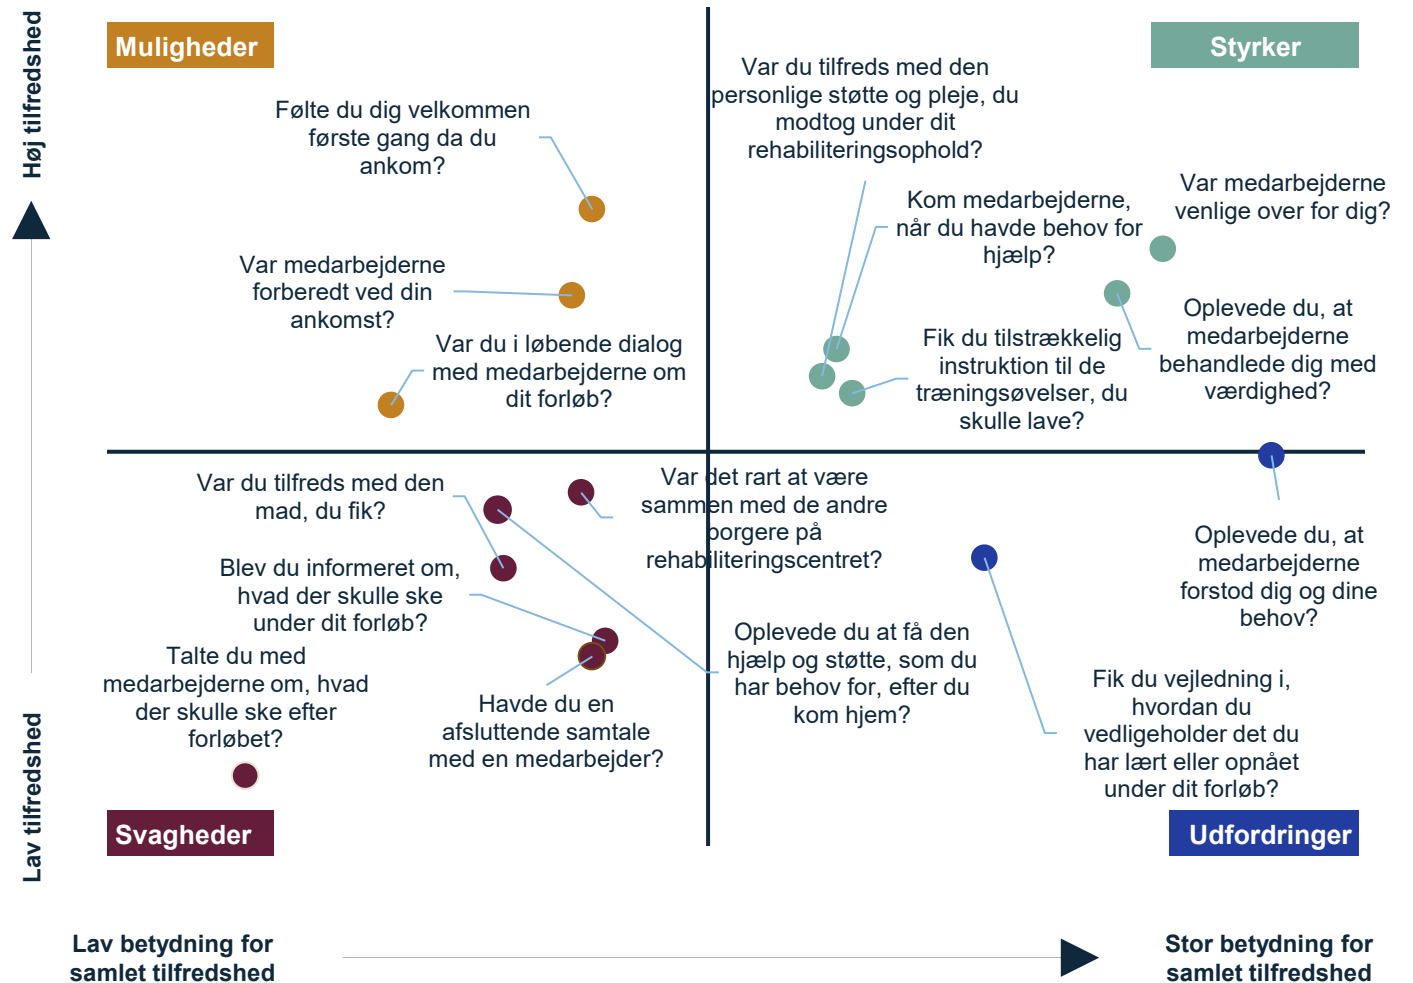 Høj tilfredshed
Muligheder
Styrker
Var du tilfreds med den
personlige støtte og pleje, du
modtog under dit
rehabiliteringsophold?
Følte du dig velkommen
første gang da du
ankom?
Var medarbejderne
venlige over for dig?
Kom medarbejderne,
når du havde behov for
hjælp?
Var medarbejderne
forberedt ved din
ankomst?
Oplevede du, at
medarbejderne
behandlede dig med
værdighed?
Var du i løbende dialog
med medarbejderne om
dit forløb?
Fik du tilstrækkelig
instruktion til de
træningsøvelser, du
skulle lave?
Var du tilfreds med den
mad, du fik?
Var det rart at være
sammen med de andre
borgere på
rehabiliteringscentret?
Oplevede du, at
medarbejderne
forstod dig og dine
behov?
Blev du informeret om,
hvad der skulle ske
under dit forløb?
Oplevede du at få den
hjælp og støtte, som du
har behov for, efter du
kom hjem?
Talte du med
medarbejderne om, hvad
der skulle ske efter
forløbet?
Havde du en
afsluttende samtale
med en medarbejder?
Fik du vejledning i,
hvordan du
vedligeholder det du
har lært eller opnået
under dit forløb?
Lav tilfredshed
Svagheder
Udfordringer
Lav betydning for
samlet tilfredshed
Stor betydning for
samlet tilfredshed